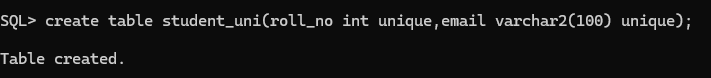 SQL> create table student_uni(roll_no int unique,email varchar2(100) unique);
Table created.